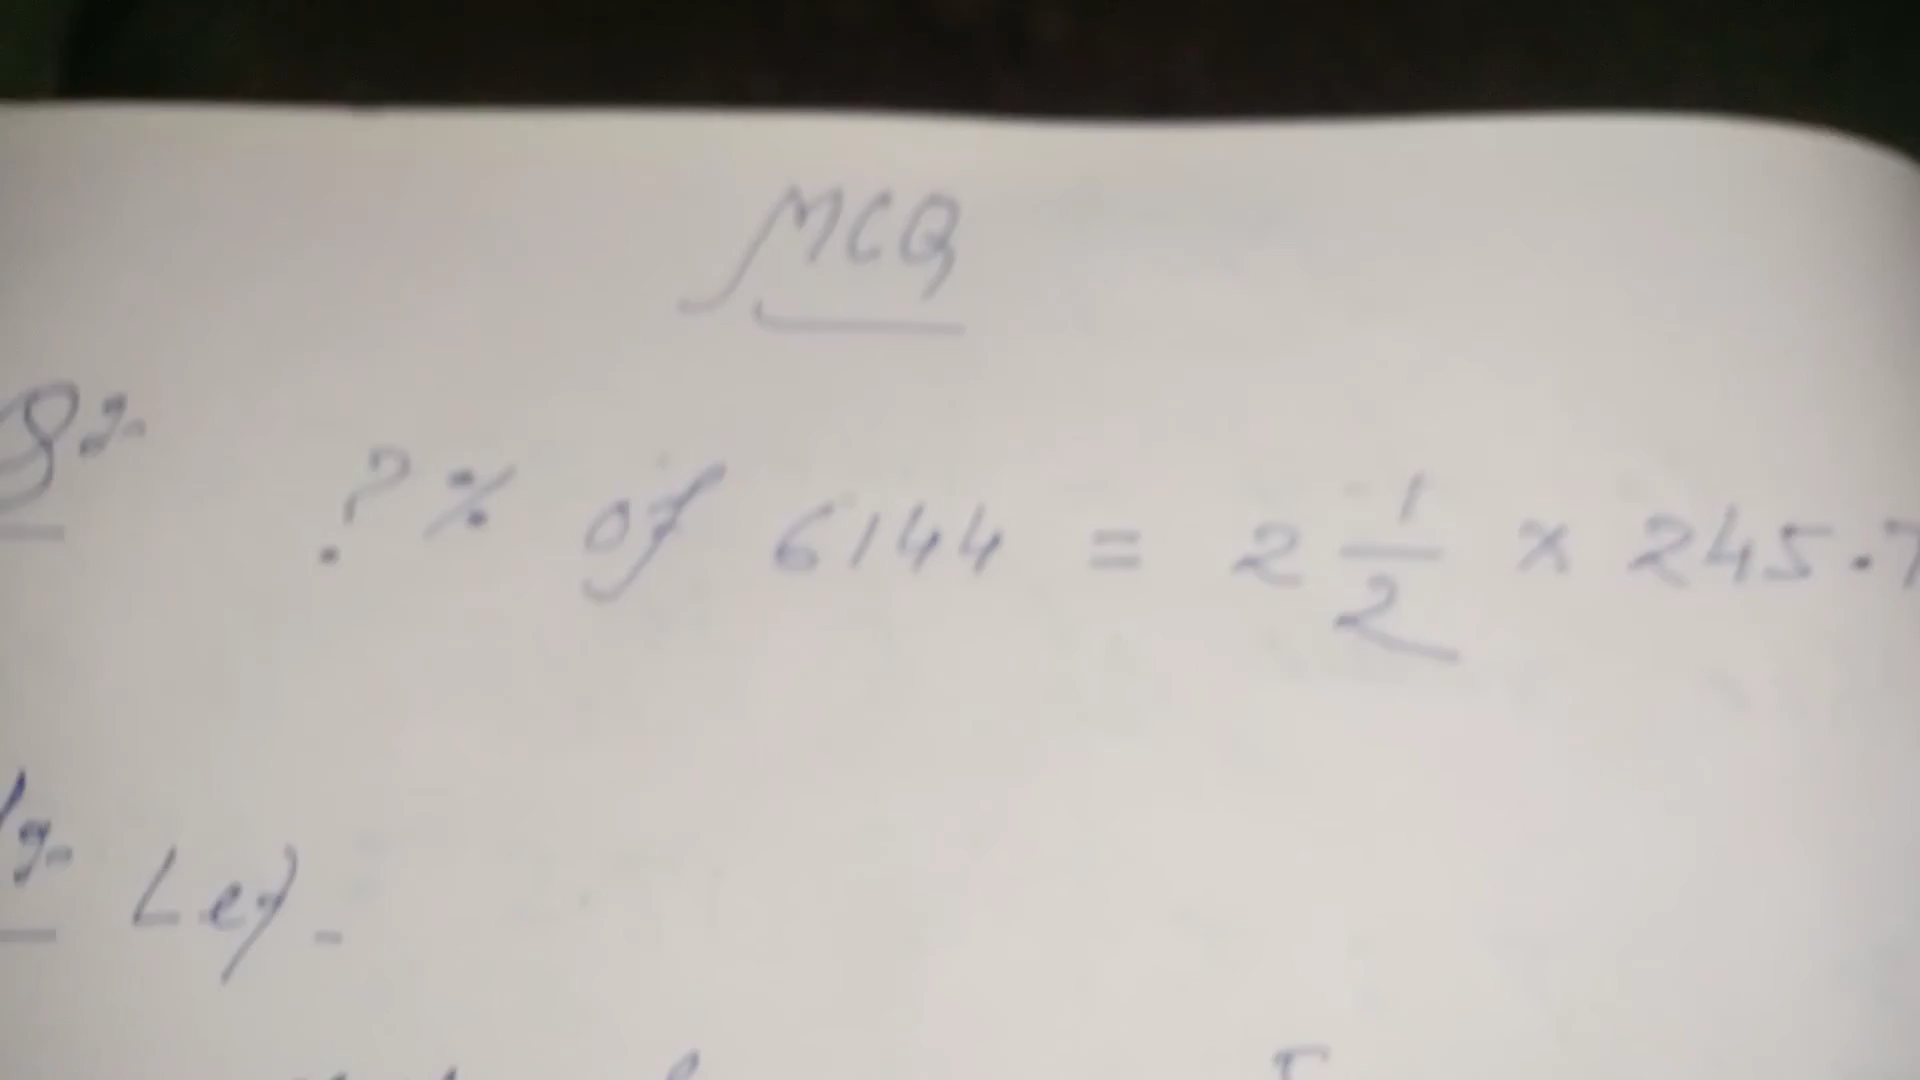 MCQ
Q:-
? % of 6144 = 2 1/2 x 245.7
Let -